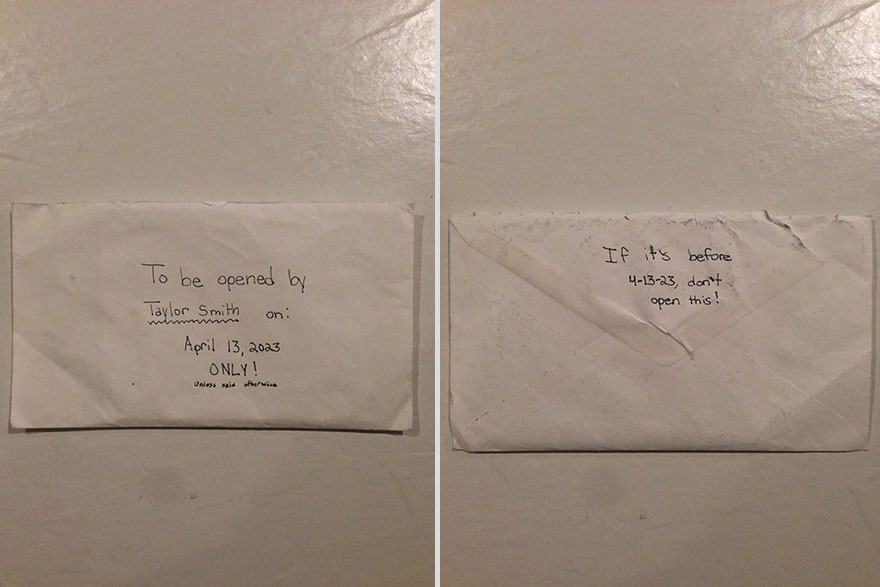 To be opened by
Taylor Smith on:
April 13, 2023
ONLY!
unless said otherwise
If it's before
4-13-23, don't
open this!